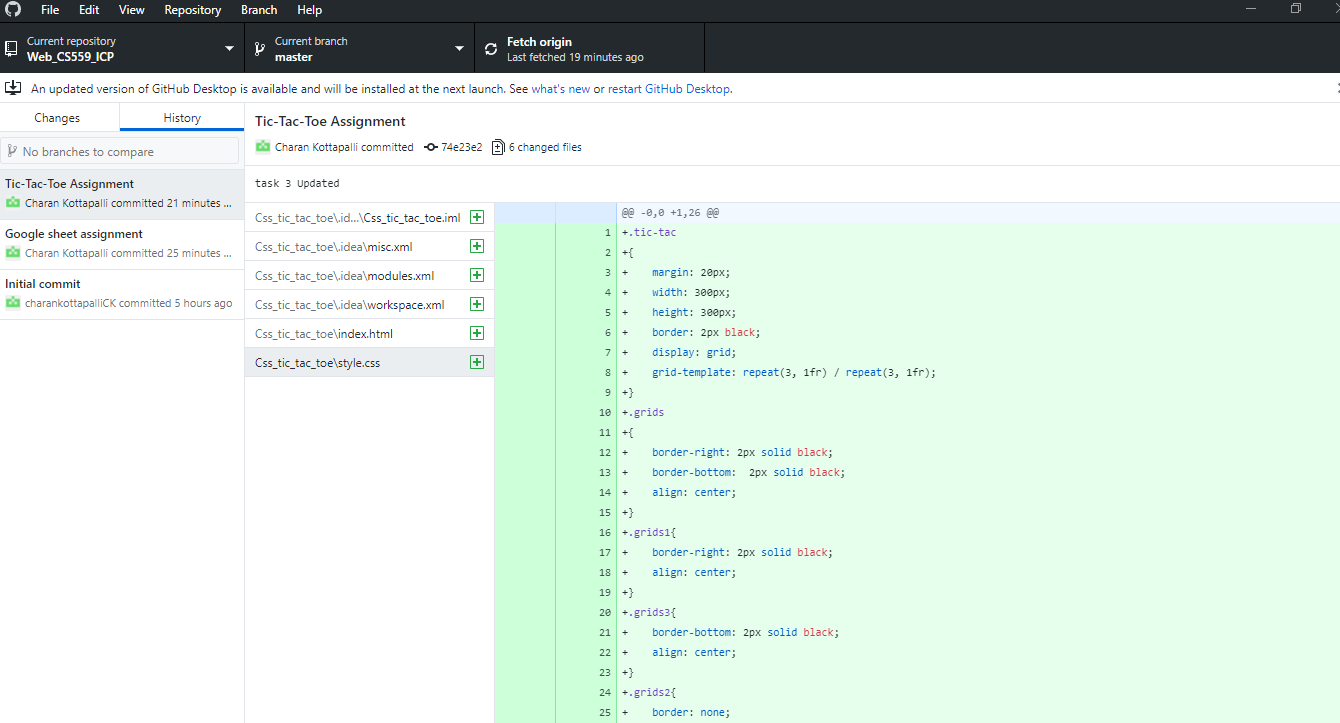 File Edit View Repository Branch Help
Current repository
Web_CS559_ICP
Current branch
master
Fetch origin
Last fetched 19 minutes ago
An updated version of GitHub Desktop is available and will be installed at the next launch. See what's new or restart GitHub Desktop.
Changes History
No branches to compare
Tic-Tac-Toe Assignment
Charan Kottapalli committed 21 minutes ...
Google sheet assignment
Charan Kottapalli committed 25 minutes ...
Initial commit
charankottapalliCK committed 5 hours ago
Tic-Tac-Toe Assignment
Charan Kottapalli committed 74e23e2 6 changed files
task 3 Updated
Css_tic_tac_toe\.id...\Css_tic_tac_toe.iml
Css_tic_tac_toe\.idea\misc.xml
Css_tic_tac_toe\.idea\modules.xml
Css_tic_tac_toe\.idea\workspace.xml
Css_tic_tac_toe\index.html
Css_tic_tac_toe\style.css
@@ -0,0 +1,26 @@
1 +.tic-tac
2 +{
3 +    margin: 20px;
4 +    width: 300px;
5 +    height: 300px;
6 +    border: 2px black;
7 +    display: grid;
8 +    grid-template: repeat(3, 1fr) / repeat(3, 1fr);
9 +}
10 +.grids
11 +{
12 +    border-right: 2px solid black;
13 +    border-bottom:  2px solid black;
14 +    align: center;
15 +}
16 +.grids1{
17 +    border-right: 2px solid black;
18 +    align: center;
19 +}
20 +.grids3{
21 +    border-bottom: 2px solid black;
22 +    align: center;
23 +}
24 +.grids2{
25 +    border: none;